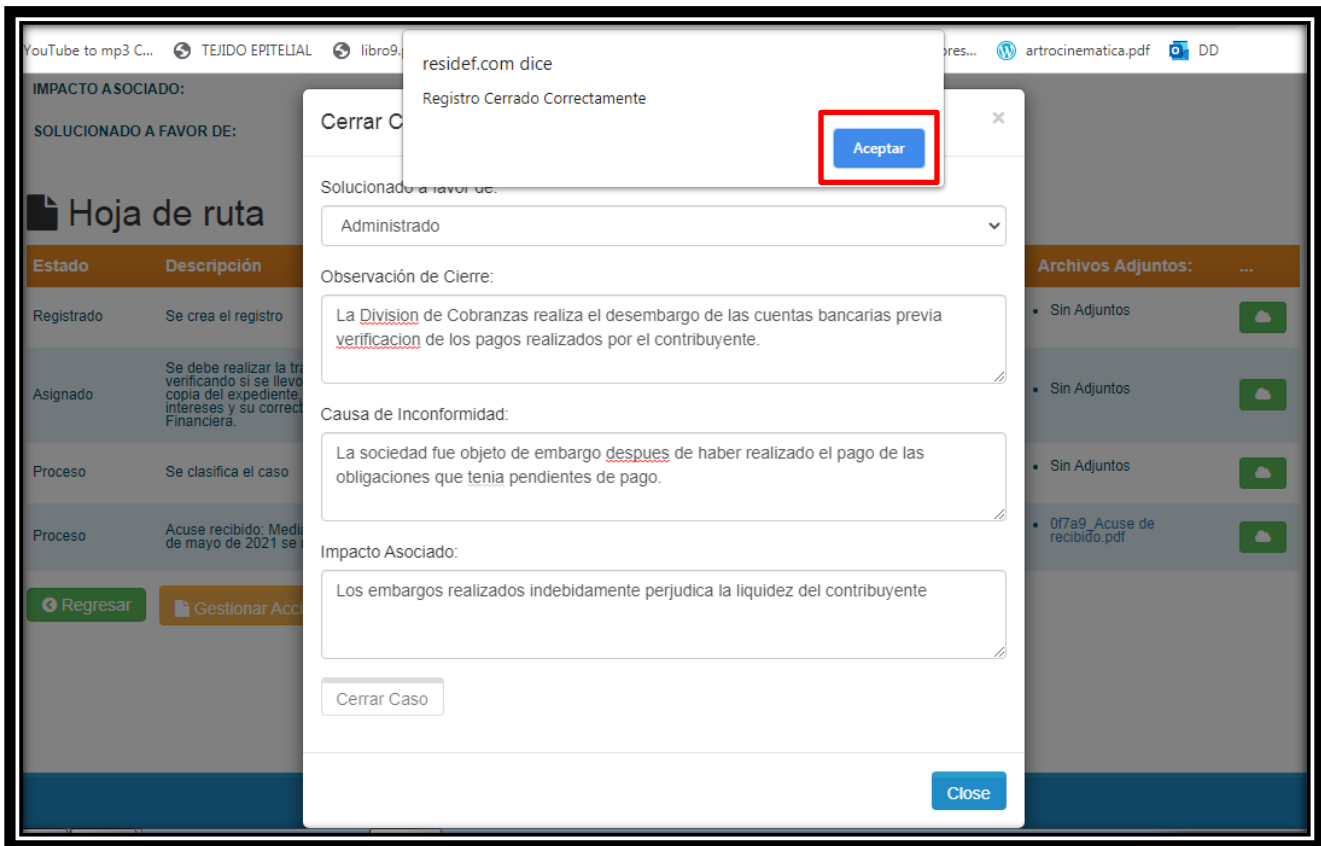 YouTube to mp3 C... TEJIDO EPITELIAL libro9. artrocinematica.pdf DD
residef.com dice
Registro Cerrado Correctamente
Aceptar
IMPACTO ASOCIADO:
SOLUCIONADO A FAVOR DE:
Cerrar C
×
Solucionado a favor de:
Administrado
Hoja de ruta
Estado Descripción Archivos Adjuntos: ...
Registrado Se crea el registro Sin Adjuntos
Asignado
Se debe realizar la
verificando si se llevo
copia del expediente,
intereses y su correct
Financiera.
Sin Adjuntos
Proceso Se clasifica el caso Sin Adjuntos
Proceso
Acuse recibido: Medi
de mayo de 2021 se
0f7a9_Acuse de
recibido.pdf
Regresar Gestionar Acci
Observación de Cierre:
La Division de Cobranzas realiza el desembargo de las cuentas bancarias previa
verificacion de los pagos realizados por el contribuyente.
Causa de Inconformidad:
La sociedad fue objeto de embargo despues de haber realizado el pago de las
obligaciones que tenia pendientes de pago.
Impacto Asociado:
Los embargos realizados indebidamente perjudica la liquidez del contribuyente
Cerrar Caso
Close